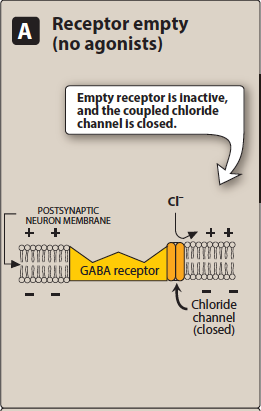 A Receptor empty
(no agonists)
Empty receptor is inactive,
and the coupled chloride
channel is closed.
Cl⁻
POSTSYNAPTIC
NEURON MEMBRANE
+ + + +
GABA receptor
– – – –
Chloride
channel
(closed)